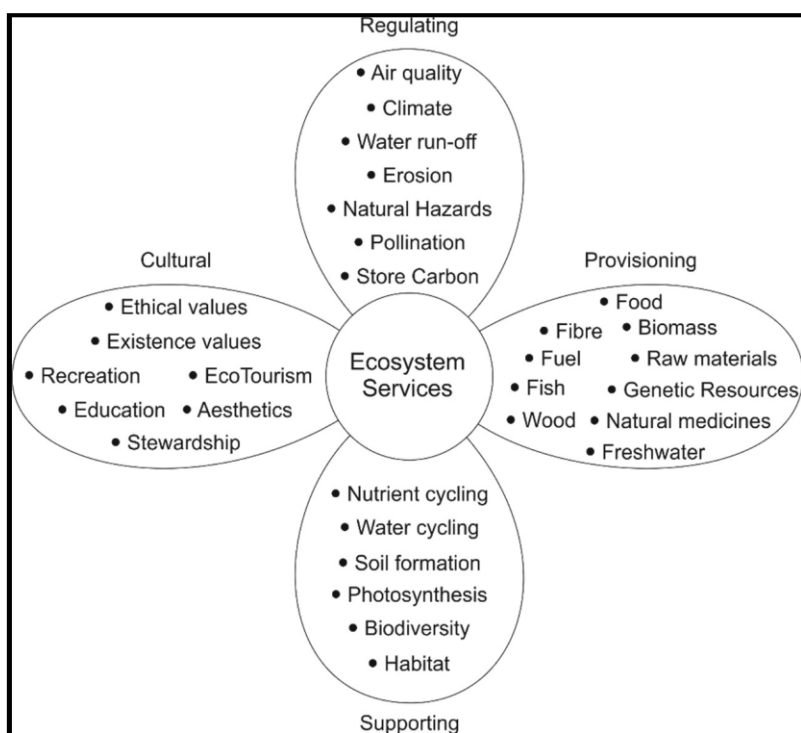 Regulating
• Air quality
• Climate
• Water run-off
• Erosion
• Natural Hazards
• Pollination
• Store Carbon
Cultural
• Ethical values
• Existence values
• Recreation • EcoTourism
• Education • Aesthetics
• Stewardship
Ecosystem
Services
Provisioning
• Food
• Fibre • Biomass
• Fuel • Raw materials
• Fish • Genetic Resources
• Wood • Natural medicines
• Freshwater
• Nutrient cycling
• Water cycling
• Soil formation
• Photosynthesis
• Biodiversity
• Habitat
Supporting